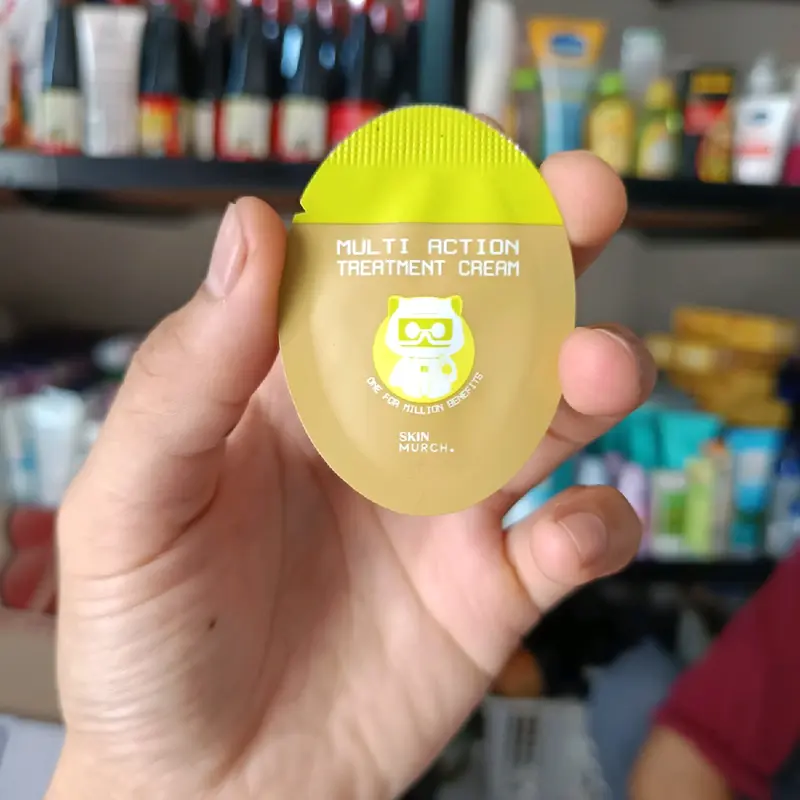 MULTI ACTION
TREATMENT CREAM
ONE FOR MILLION BENEFITS
SKIN
MURCH.